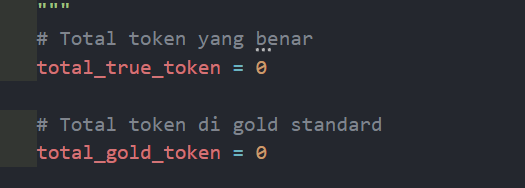 """
# Total token yang benar
total_true_token = 0
# Total token di gold standard
total_gold_token = 0